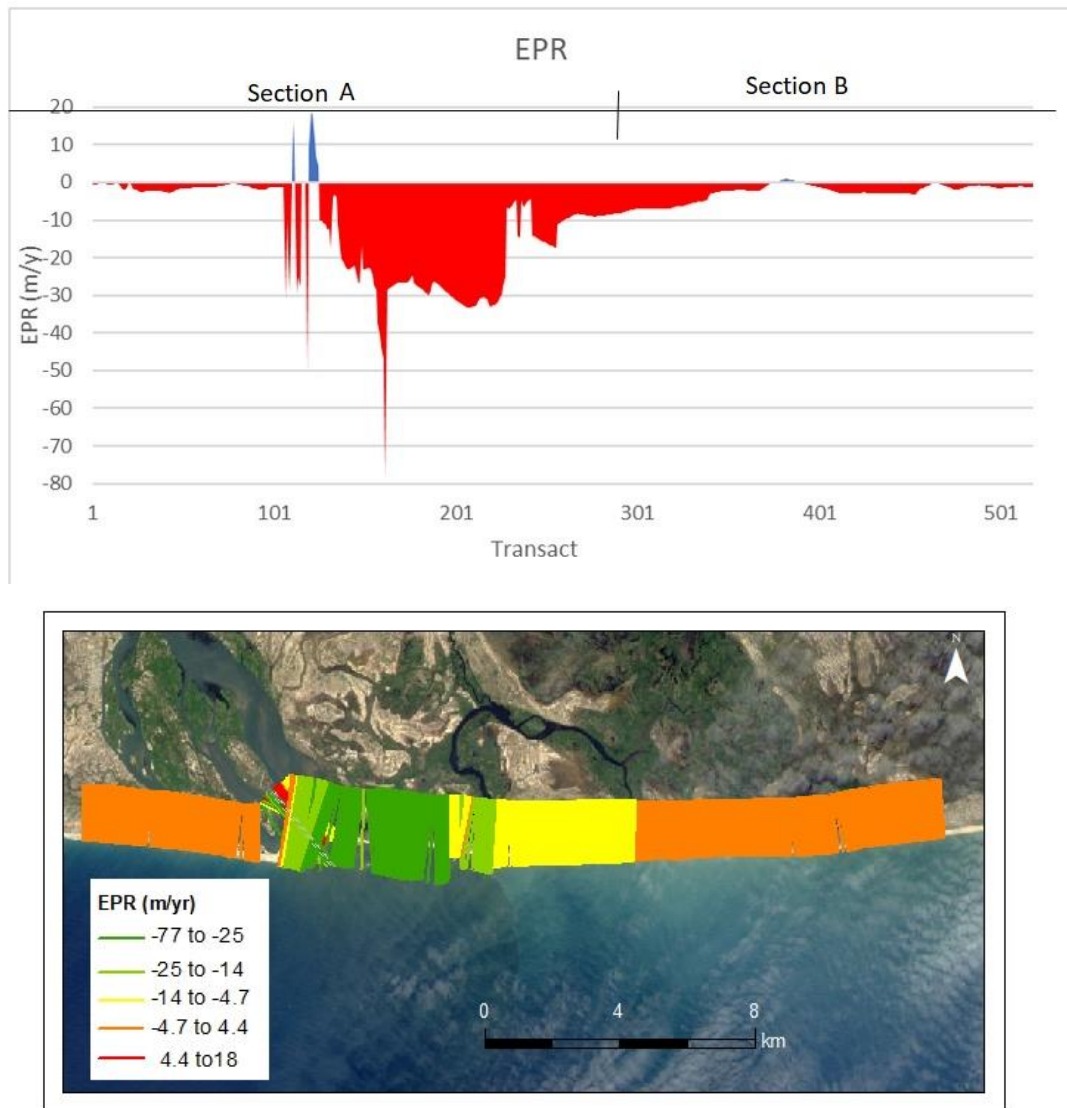 EPR
Section A
Section B
20
10
0
-10
-20
-30
-40
-50
-60
-70
-80
EPR (m/y)
1 101 201 301 401 501
Transact
N
EPR (m/yr)
-77 to -25
-25 to -14
-14 to -4.7
-4.7 to 4.4
4.4 to18
0 4 8
km